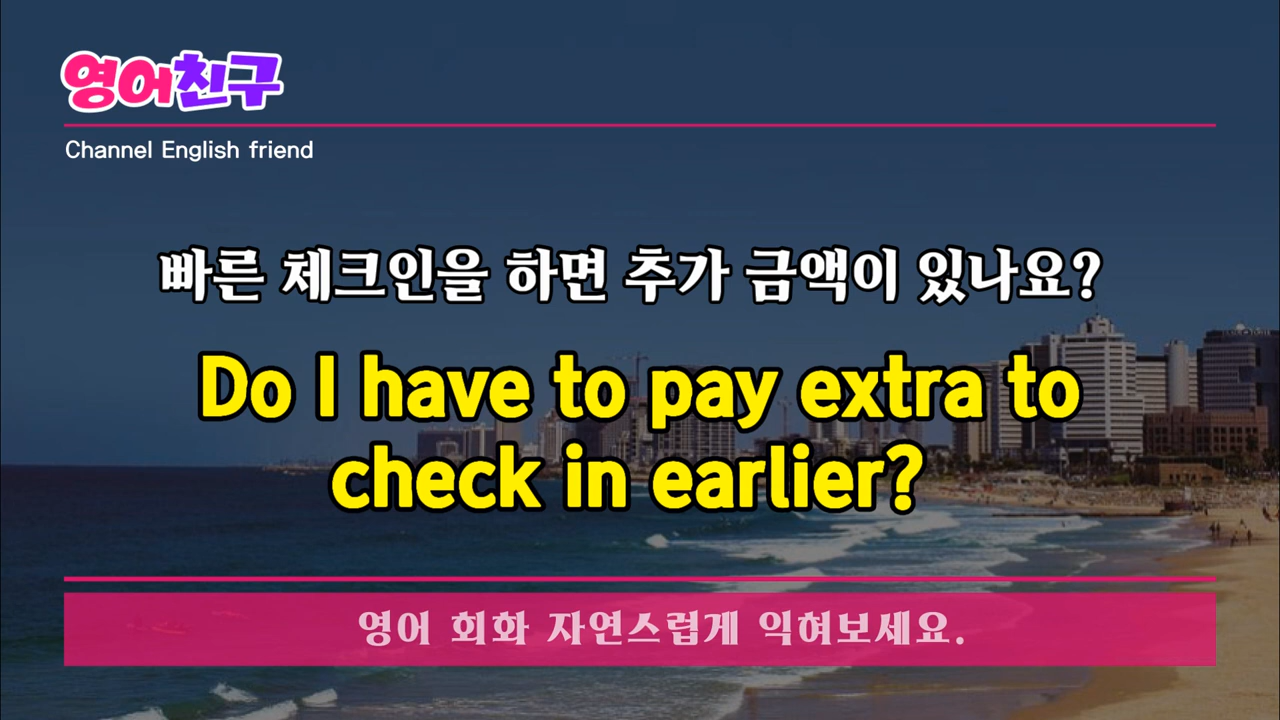 영어친구
Channel English friend
빠른 체크인을 하면 추가 금액이 있나요?
Do I have to pay extra to
check in earlier?
영어 회화 자연스럽게 익혀보세요.